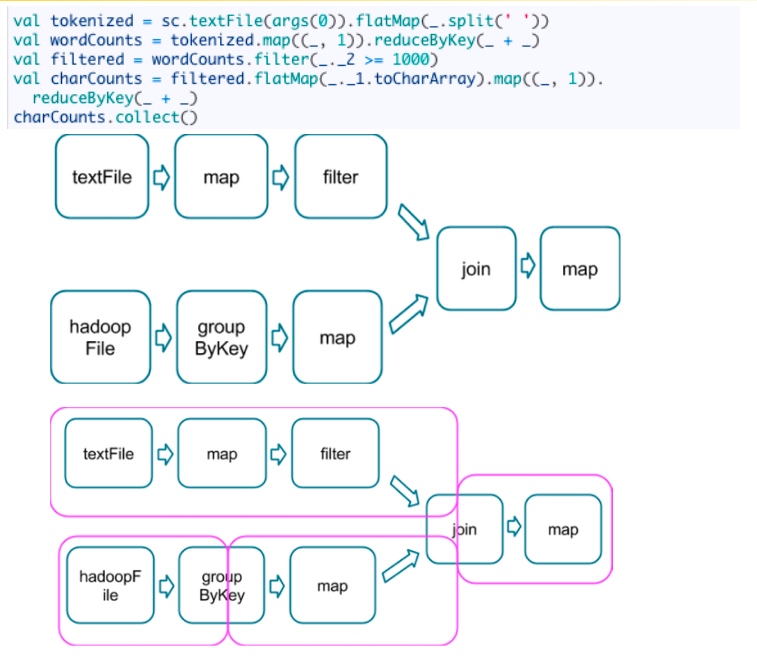 val tokenized = sc.textFile(args(0)).flatMap(_.split(' '))
val wordCounts = tokenized.map((_, 1)).reduceByKey(_ + _)
val filtered = wordCounts.filter(_._2 >= 1000)
val charCounts = filtered.flatMap(_._1.toCharArray).map((_, 1)).
  reduceByKey(_ + _)
charCounts.collect()
textFile
map
filter
join
map
hadoop
File
group
ByKey
map
textFile
map
filter
join
map
hadoopF
ile
group
ByKey
map